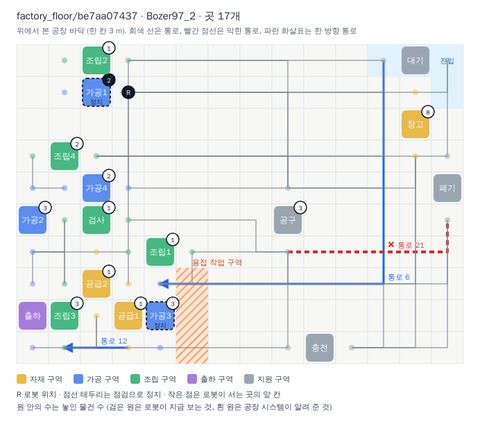 factory_floor/be7aa07437 · Bozer97_2 · 곳 17개
위에서 본 공장 바닥 (한 칸 3 m). 회색 선은 통로, 빨간 점선은 막힌 통로, 파란 화살표는 한 방향 통로
조립2 1 대기 진입
가공1 2 정지 R
창고 8
조립4 2
가공4 2 폐기
가공2 3 검사 1 공구 3
조립1 1 ✕ 통로 21
용접 작업 구역
공급2 1 통로 6
출하 조립3 3 공급1 1 가공3 3 정지
통로 12 충전
자재 구역 가공 구역 조립 구역 출하 구역 지원 구역
R 로봇 위치 · 점선 테두리는 점검으로 정지 · 작은 점은 로봇이 서는 곳의 앞 칸
원 안의 수는 놓인 물건 수 (검은 원은 로봇이 지금 보는 것, 흰 원은 공장 시스템이 알려 준 것)